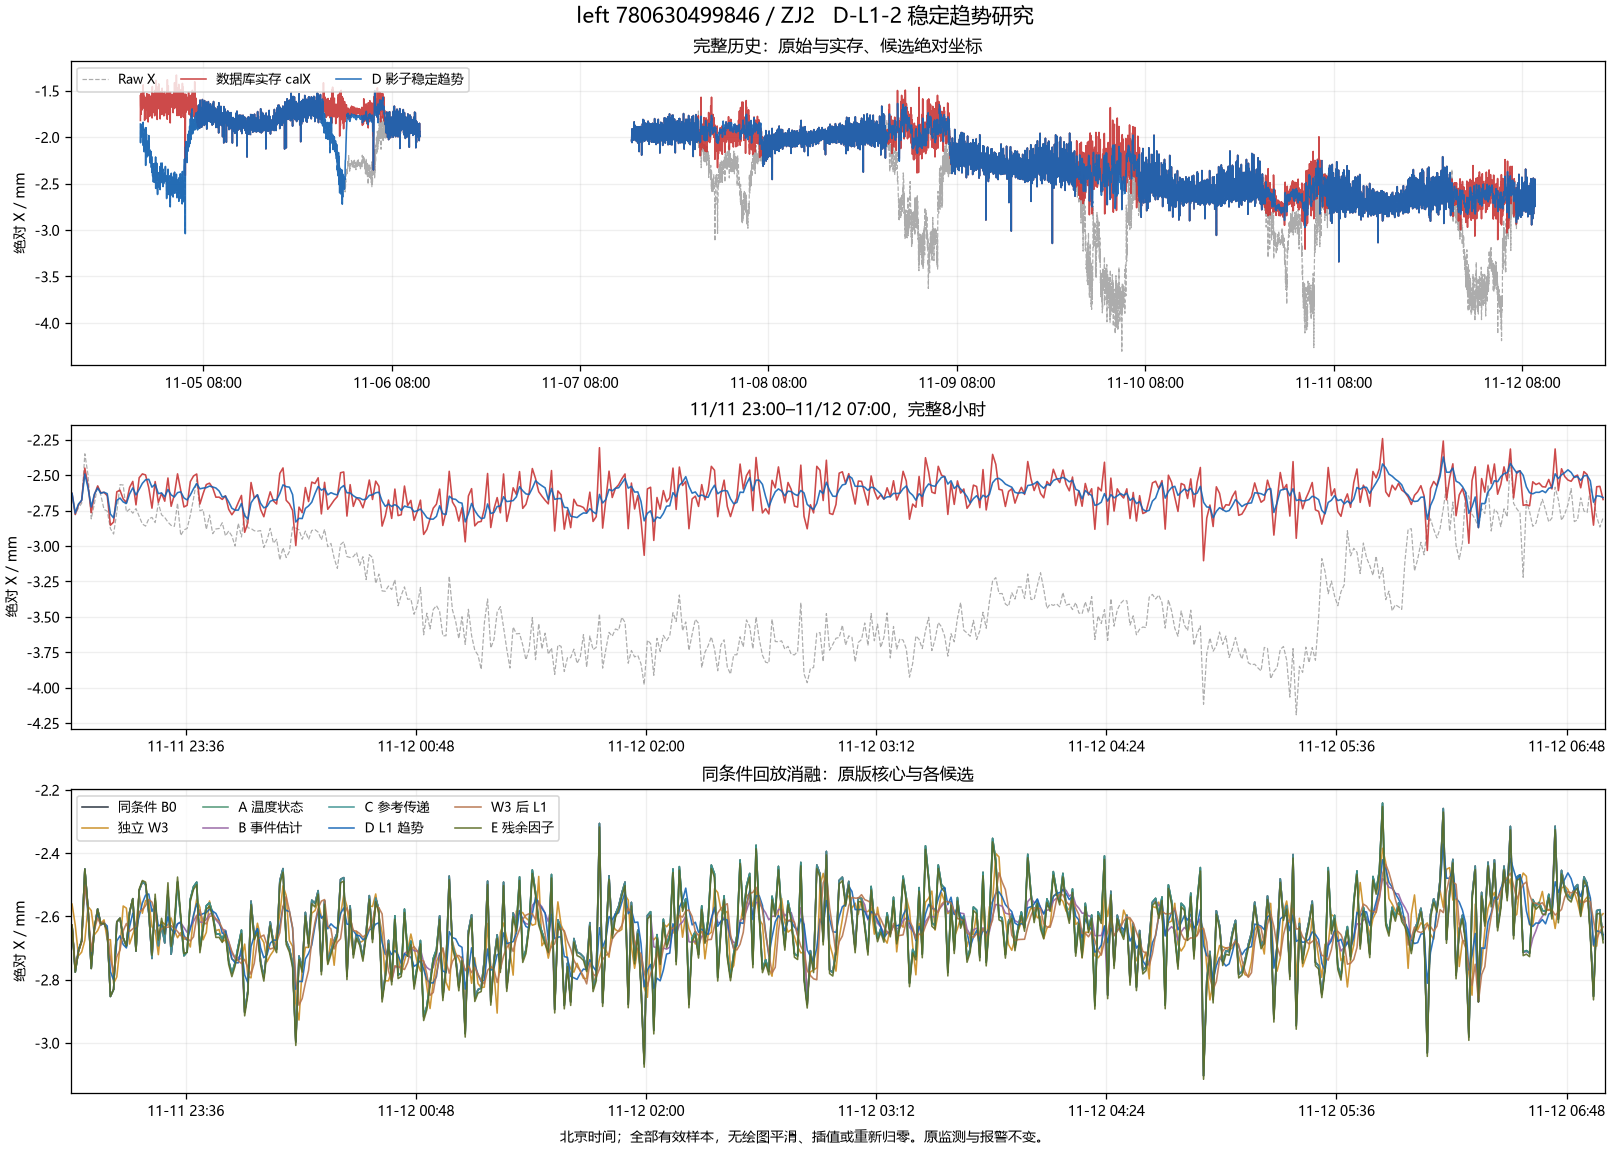 left 780630499846 / ZJ2 D-L1-2 稳定趋势研究
完整历史：原始与实存、候选绝对坐标
Raw X 数据库实存 calX D 影子稳定趋势
绝对 X / mm
-1.5
-2.0
-2.5
-3.0
-3.5
-4.0
11-05 08:00 11-06 08:00 11-07 08:00 11-08 08:00 11-09 08:00 11-10 08:00 11-11 08:00 11-12 08:00
11/11 23:00–11/12 07:00，完整8小时
绝对 X / mm
-2.25
-2.50
-2.75
-3.00
-3.25
-3.50
-3.75
-4.00
-4.25
11-11 23:36 11-12 00:48 11-12 02:00 11-12 03:12 11-12 04:24 11-12 05:36 11-12 06:48
同条件回放消融：原版核心与各候选
同条件 B0 A 温度状态 C 参考传递 W3 后 L1
独立 W3 B 事件估计 D L1 趋势 E 残余因子
绝对 X / mm
-2.2
-2.4
-2.6
-2.8
-3.0
11-11 23:36 11-12 00:48 11-12 02:00 11-12 03:12 11-12 04:24 11-12 05:36 11-12 06:48
北京时间；全部有效样本，无绘图平滑、插值或重新归零。原监测与报警不变。